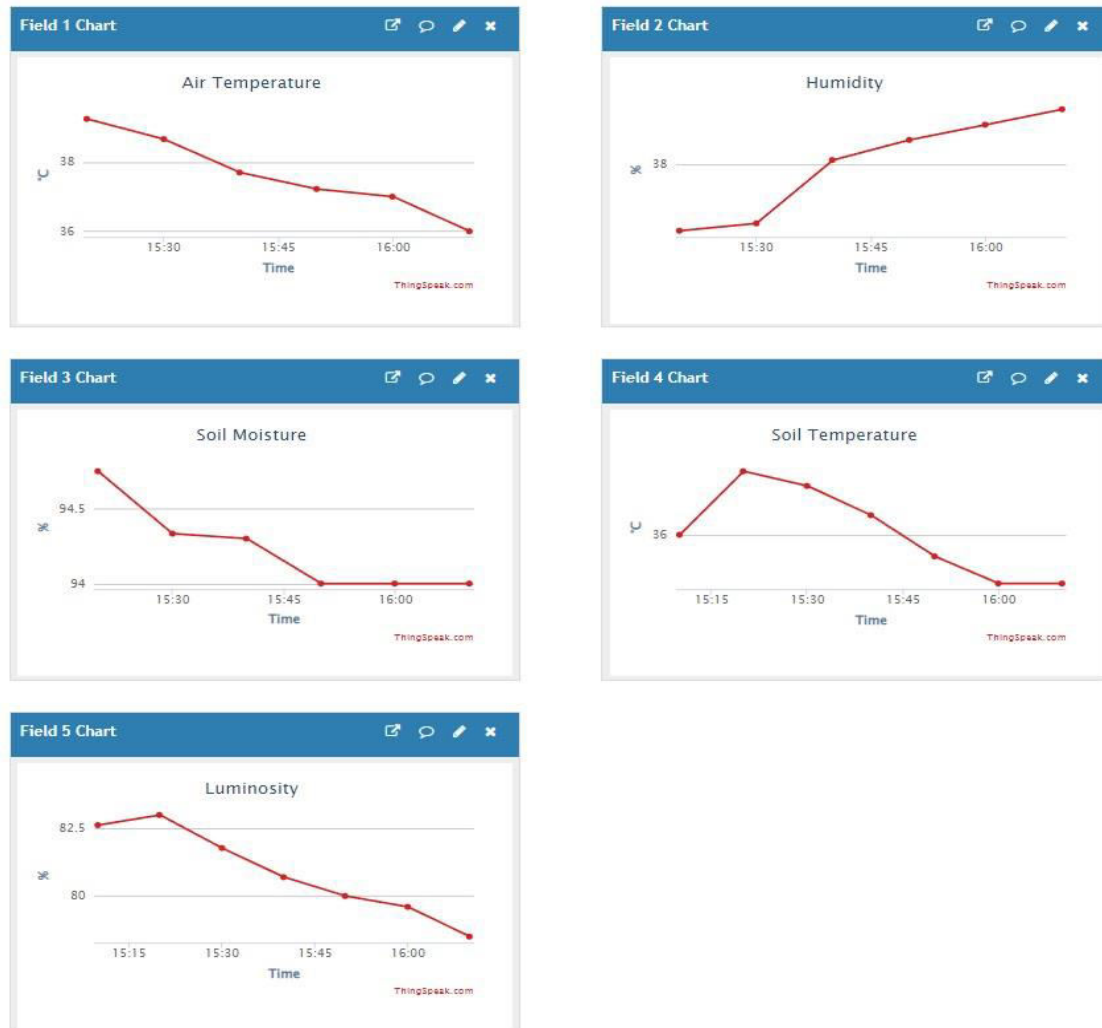 Field 1 Chart
Air Temperature
°C
38
36
15:30 15:45 16:00
Time
ThingSpeak.com
Field 2 Chart
Humidity
%
38
15:30 15:45 16:00
Time
ThingSpeak.com
Field 3 Chart
Soil Moisture
%
94.5
94
15:30 15:45 16:00
Time
ThingSpeak.com
Field 4 Chart
Soil Temperature
°C
36
15:15 15:30 15:45 16:00
Time
ThingSpeak.com
Field 5 Chart
Luminosity
%
82.5
80
15:15 15:30 15:45 16:00
Time
ThingSpeak.com